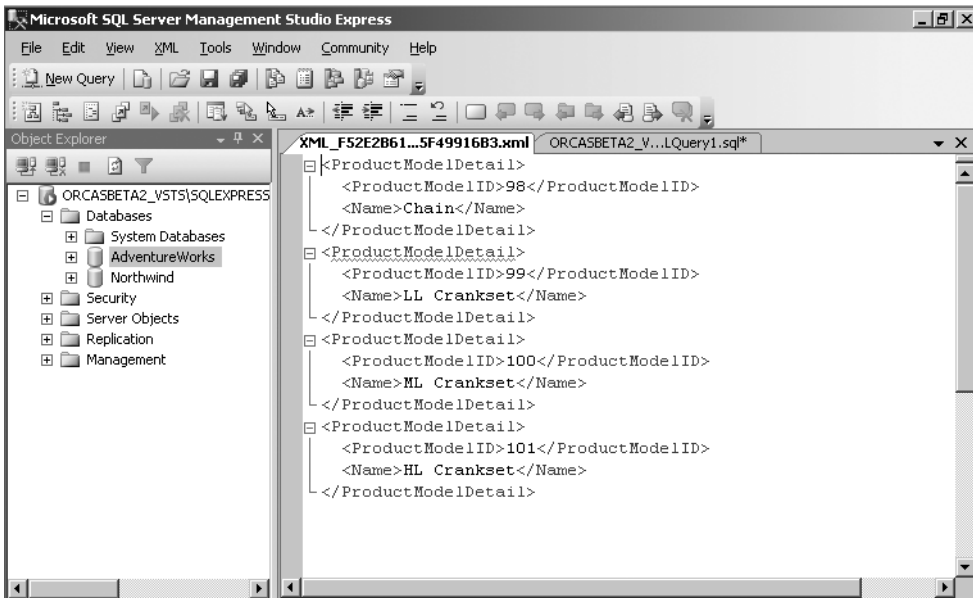 Microsoft SQL Server Management Studio Express
File Edit View XML Tools Window Community Help
New Query
Object Explorer
XML_F52E2B61...5F49916B3.xml ORCASBETA2_V...LQuery1.sql*
ORCASBETA2_VSTS\SQLEXPRESS
Databases
System Databases
AdventureWorks
Northwind
Security
Server Objects
Replication
Management
<ProductModelDetail>
<ProductModelID>98</ProductModelID>
<Name>Chain</Name>
</ProductModelDetail>
<ProductModelDetail>
<ProductModelID>99</ProductModelID>
<Name>LL Crankset</Name>
</ProductModelDetail>
<ProductModelDetail>
<ProductModelID>100</ProductModelID>
<Name>ML Crankset</Name>
</ProductModelDetail>
<ProductModelDetail>
<ProductModelID>101</ProductModelID>
<Name>HL Crankset</Name>
</ProductModelDetail>